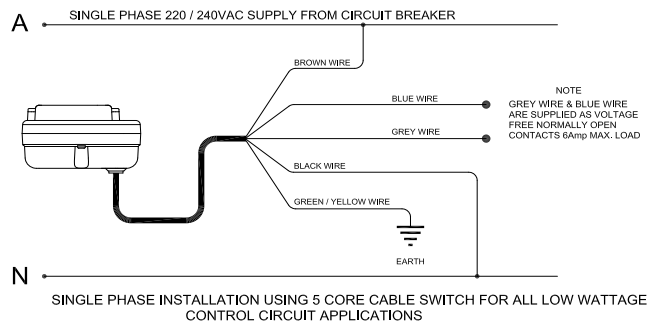 A
SINGLE PHASE 220 / 240VAC SUPPLY FROM CIRCUIT BREAKER
BROWN WIRE
BLUE WIRE
GREY WIRE
BLACK WIRE
GREEN / YELLOW WIRE
EARTH
NOTE
GREY WIRE & BLUE WIRE
ARE SUPPLIED AS VOLTAGE
FREE NORMALLY OPEN
CONTACTS 6Amp MAX. LOAD
N
SINGLE PHASE INSTALLATION USING 5 CORE CABLE SWITCH FOR ALL LOW WATTAGE
CONTROL CIRCUIT APPLICATIONS